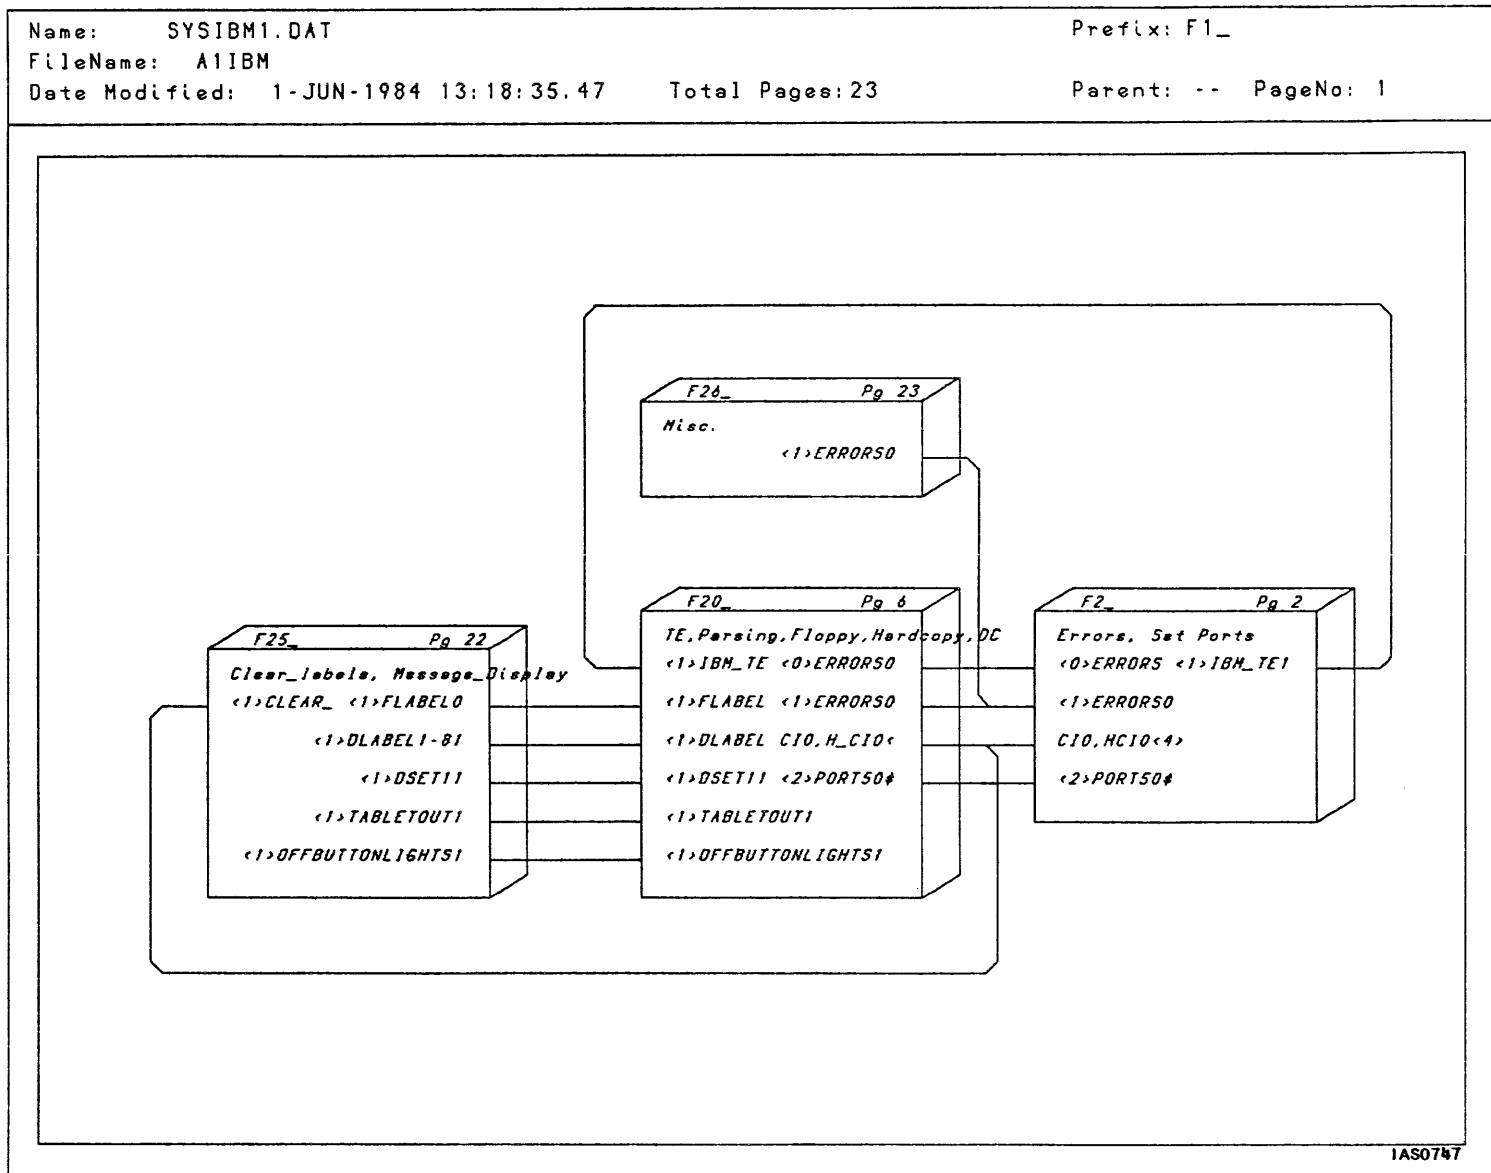 Name: SYSIBM1.DAT Prefix: F1_
FileName: A1IBM
Date Modified: 1-JUN-1984 13:18:35.47 Total Pages:23 Parent: -- PageNo: 1
F26_ Pg 23
Misc.
<1>ERRORS0
F25_ Pg 22
Clear_labels, Message_Display
<1>CLEAR_ <1>FLABEL0
<1>DLABEL1-81
<1>DSET11
<1>TABLETOUT1
<1>OFFBUTTONLIGHTS1
F20_ Pg 6
TE,Parsing,Floppy,Hardcopy,DC
<1>IBM_TE <0>ERRORS0
<1>FLABEL <1>ERRORS0
<1>DLABEL CIO,H_CIO<
<1>DSET11 <2>PORTS0#
<1>TABLETOUT1
<1>OFFBUTTONLIGHTS1
F2_ Pg 2
Errors, Set Ports
<0>ERRORS <1>IBM_TE1
<1>ERRORS0
CIO,HCIO<4>
<2>PORTS0#
IAS0747